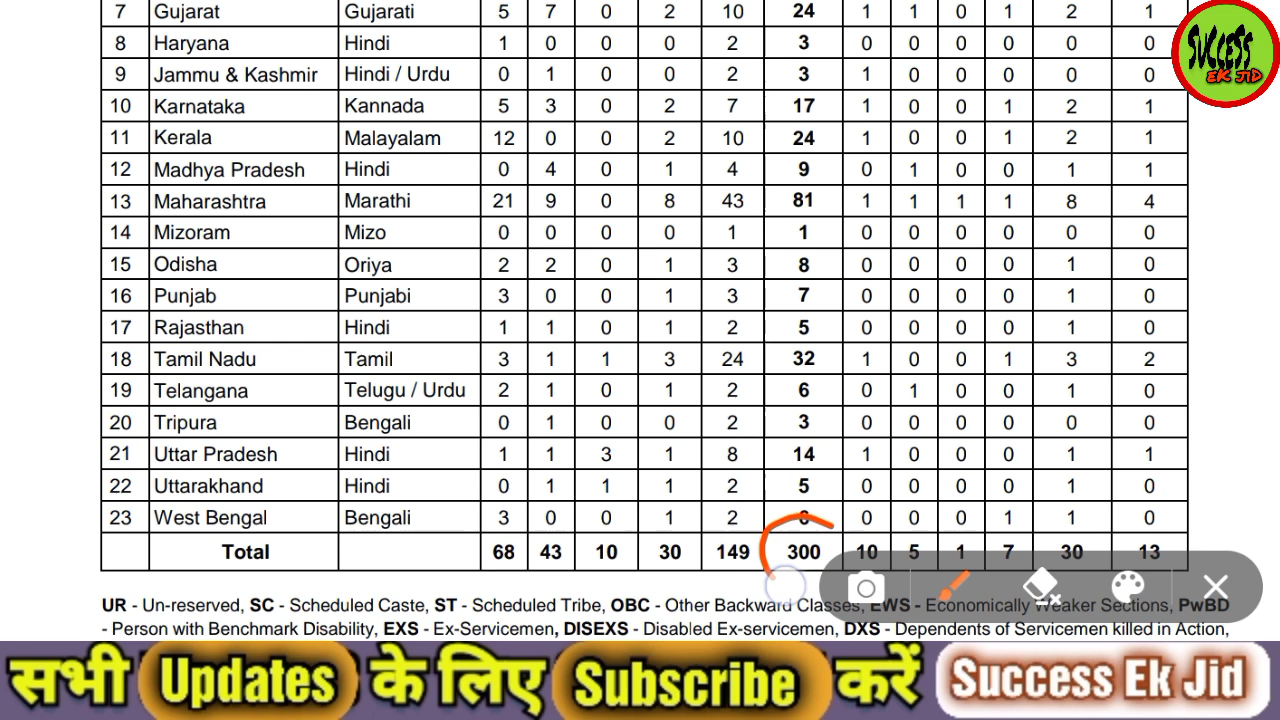 7 Gujarat Gujarati 5 7 0 2 10 24 1 1 0 1 2 1
8 Haryana Hindi 1 0 0 0 2 3 0 0 0 0 0 0
9 Jammu & Kashmir Hindi / Urdu 0 1 0 0 2 3 1 0 0 0 0 0
10 Karnataka Kannada 5 3 0 2 7 17 1 0 0 1 2 1
11 Kerala Malayalam 12 0 0 2 10 24 1 0 0 1 2 1
12 Madhya Pradesh Hindi 0 4 0 1 4 9 0 1 0 0 1 1
13 Maharashtra Marathi 21 9 0 8 43 81 1 1 1 1 8 4
14 Mizoram Mizo 0 0 0 0 1 1 0 0 0 0 0 0
15 Odisha Oriya 2 2 0 1 3 8 0 0 0 0 1 0
16 Punjab Punjabi 3 0 0 1 3 7 0 0 0 0 1 0
17 Rajasthan Hindi 1 1 0 1 2 5 0 0 0 0 1 0
18 Tamil Nadu Tamil 3 1 1 3 24 32 1 0 0 1 3 2
19 Telangana Telugu / Urdu 2 1 0 1 2 6 0 1 0 0 1 0
20 Tripura Bengali 0 1 0 0 2 3 0 0 0 0 0 0
21 Uttar Pradesh Hindi 1 1 3 1 8 14 1 0 0 0 1 1
22 Uttarakhand Hindi 0 1 1 1 2 5 0 0 0 0 1 0
23 West Bengal Bengali 3 0 0 1 2 6 0 0 0 1 1 0
Total 68 43 10 30 149 300 10 5 1 7 30 13
UR - Un-reserved, SC - Scheduled Caste, ST - Scheduled Tribe, OBC - Other Backward Classes, EWS - Economically Weaker Sections, PwBD
- Person with Benchmark Disability, EXS - Ex-Servicemen, DISEXS - Disabled Ex-servicemen, DXS - Dependents of Servicemen killed in Action,
SUCCESS
EK JID
सभी Updates के लिए Subscribe करें Success Ek Jid